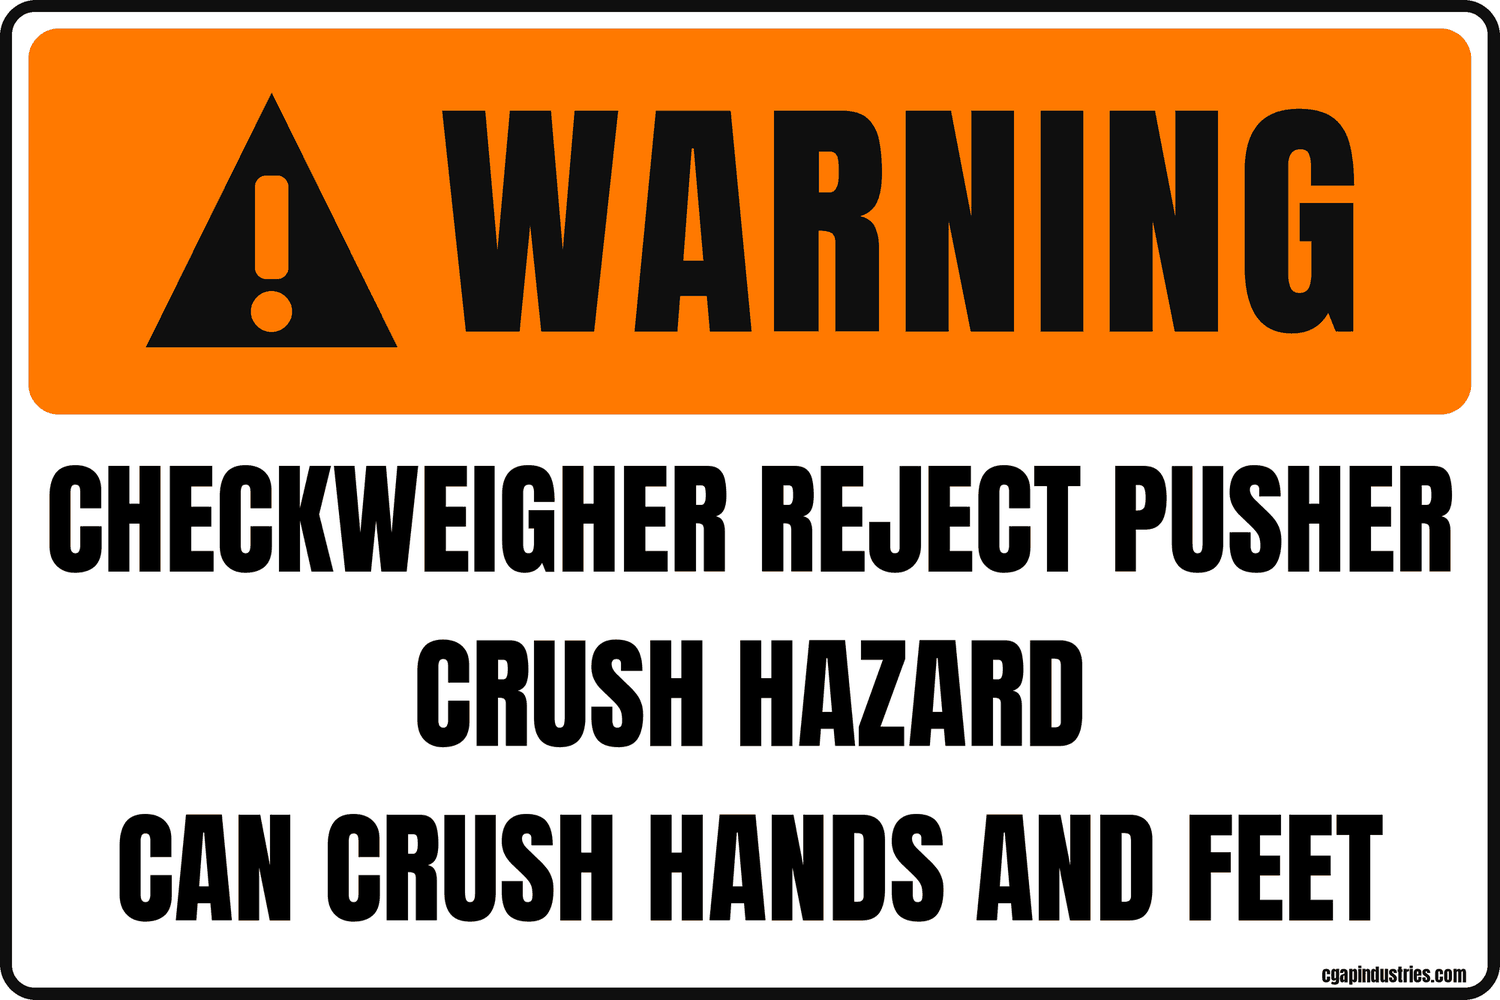 WARNING
CHECKWEIGHER REJECT PUSHER
CRUSH HAZARD
CAN CRUSH HANDS AND FEET
cgapindustries.com